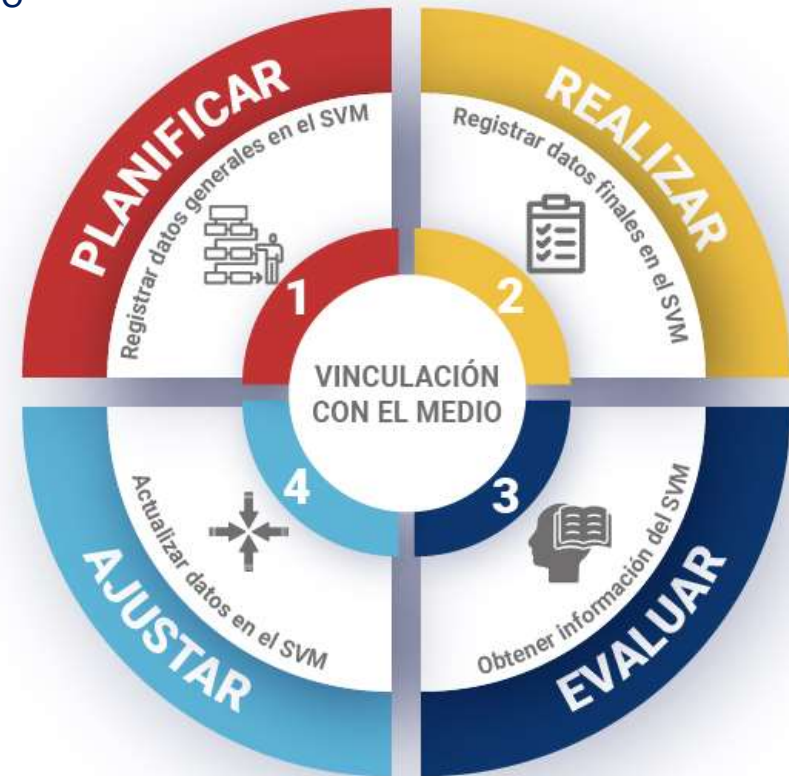 PLANIFICAR
Registrar datos generales en el SVM
1
REALIZAR
Registrar datos finales en el SVM
2
VINCULACIÓN
CON EL MEDIO
3
Obtener información del SVM
EVALUAR
4
Actualizar datos en el SVM
AJUSTAR